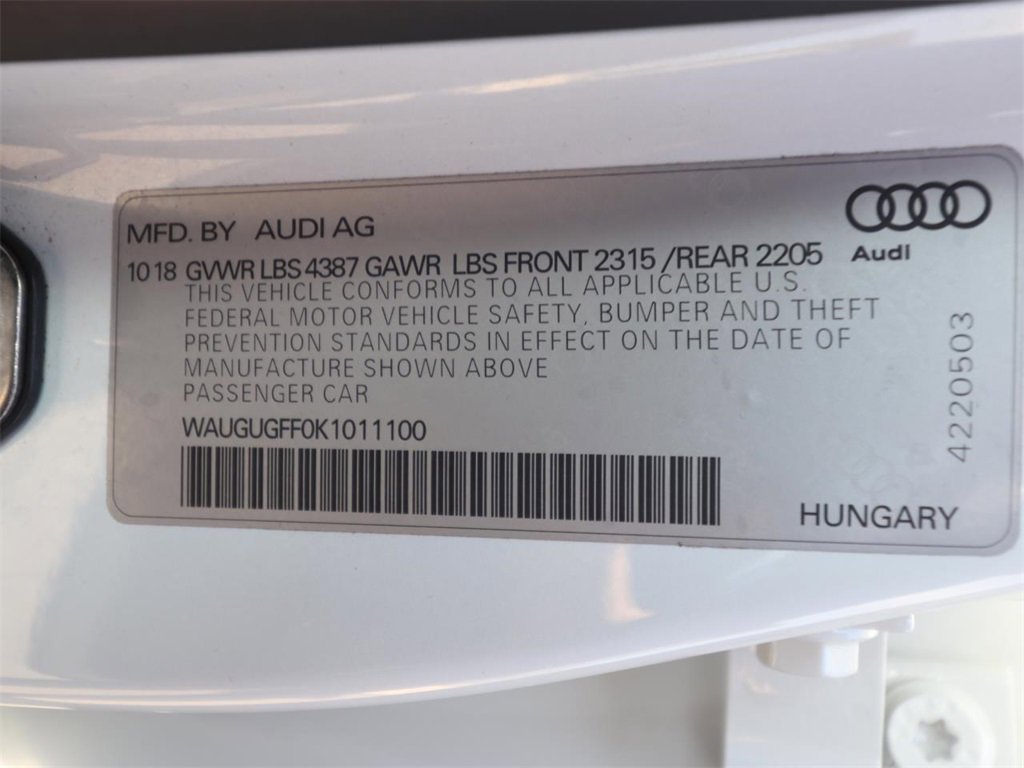 MFD. BY AUDI AG
Audi
10 18 GVWR LBS 4387 GAWR LBS FRONT 2315 /REAR 2205
THIS VEHICLE CONFORMS TO ALL APPLICABLE U.S.
FEDERAL MOTOR VEHICLE SAFETY, BUMPER AND THEFT
PREVENTION STANDARDS IN EFFECT ON THE DATE OF
MANUFACTURE SHOWN ABOVE
PASSENGER CAR
WAUGUGFF0K1011100
4220503
HUNGARY